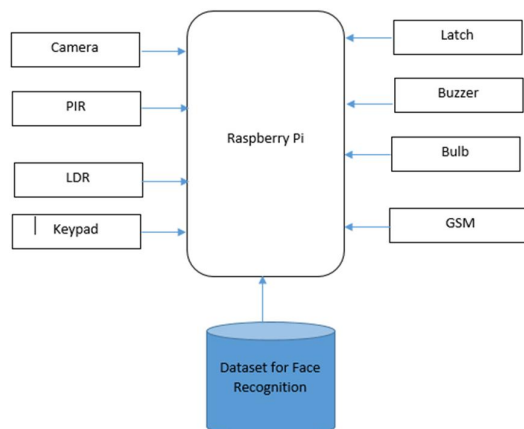 Camera
PIR
LDR
Keypad
Raspberry Pi
Latch
Buzzer
Bulb
GSM
Dataset for Face
Recognition